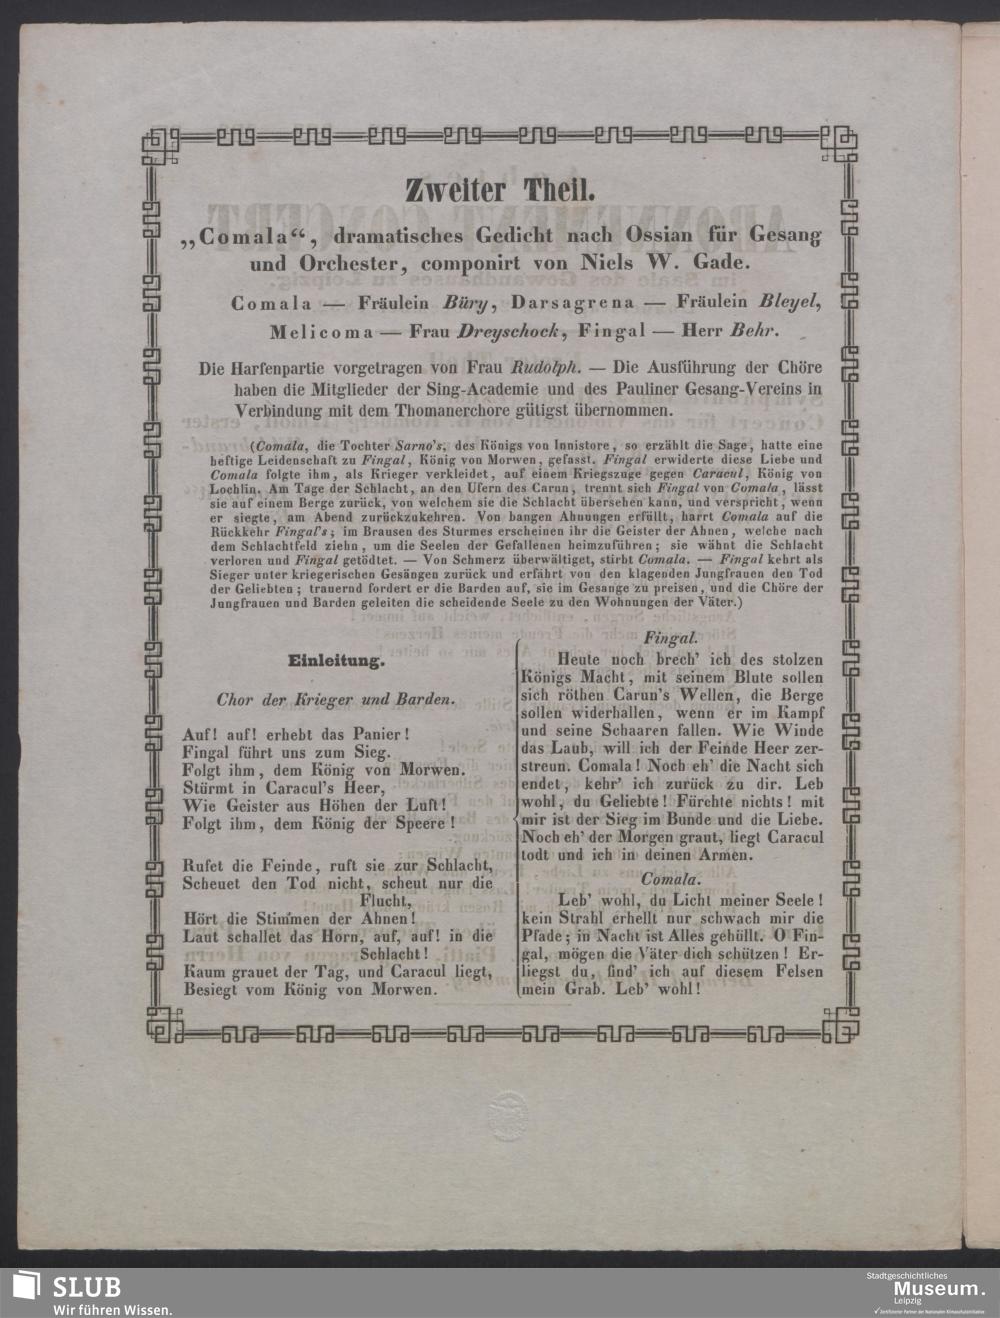 Zweiter Theil.
„Comala“, dramatisches Gedicht nach Ossian für Gesang
und Orchester, componirt von Niels W. Gade.
Comala — Fräulein Büry, Darsagrena — Fräulein Bleyel,
Melicoma — Frau Dreyschock, Fingal — Herr Behr.
Die Harfenpartie vorgetragen von Frau Rudolph. — Die Ausführung der Chöre
haben die Mitglieder der Sing-Academie und des Pauliner Gesang-Vereins in
Verbindung mit dem Thomanerchore gütigst übernommen.
(Comala, die Tochter Sarno's, des Königs von Innistore, so erzählt die Sage, hatte eine
heftige Leidenschaft zu Fingal, König von Morwen, gefasst. Fingal erwiderte diese Liebe und
Comala folgte ihm, als Krieger verkleidet, auf einem Kriegszuge gegen Caracul, König von
Lochlin. Am Tage der Schlacht, an den Ufern des Carun, trennt sich Fingal von Comala, lässt
sie auf einem Berge zurück, von welchem sie die Schlacht übersehen kann, und verspricht, wenn
er siegte, am Abend zurückzukehren. Von bangen Ahnungen erfüllt, harrt Comala auf die
Rückkehr Fingal's; im Brausen des Sturmes erscheinen ihr die Geister der Ahnen, welche nach
dem Schlachtfeld ziehn, um die Seelen der Gefallenen heimzuführen; sie wähnt die Schlacht
verloren und Fingal getödtet. — Von Schmerz überwältiget, stirbt Comala. — Fingal kehrt als
Sieger unter kriegerischen Gesängen zurück und erfährt von den klagenden Jungfrauen den Tod
der Geliebten; trauernd fordert er die Barden auf, sie im Gesange zu preisen, und die Chöre der
Jungfrauen und Barden geleiten die scheidende Seele zu den Wohnungen der Väter.)
Einleitung.
Chor der Krieger und Barden.
Auf! auf! erhebt das Panier!
Fingal führt uns zum Sieg.
Folgt ihm, dem König von Morwen.
Stürmt in Caracul's Heer,
Wie Geister aus Höhen der Luft!
Folgt ihm, dem König der Speere!
Rufet die Feinde, ruft sie zur Schlacht,
Scheuet den Tod nicht, scheut nur die
Flucht,
Hört die Stimmen der Ahnen!
Laut schallet das Horn, auf, auf! in die
Schlacht!
Kaum grauet der Tag, und Caracul liegt,
Besiegt vom König von Morwen.
Fingal.
Heute noch brech' ich des stolzen
Königs Macht, mit seinem Blute sollen
sich röthen Carun's Wellen, die Berge
sollen widerhallen, wenn er im Kampf
und seine Schaaren fallen. Wie Winde
das Laub, will ich der Feinde Heer zer-
streun. Comala! Noch eh' die Nacht sich
endet, kehr' ich zurück zu dir. Leb
wohl, du Geliebte! Fürchte nichts! mit
mir ist der Sieg im Bunde und die Liebe.
Noch eh' der Morgen graut, liegt Caracul
todt und ich in deinen Armen.
Comala.
Leb' wohl, du Licht meiner Seele!
kein Strahl erhellt nur schwach mir die
Pfade; in Nacht ist Alles gehüllt. O Fin-
gal, mögen die Väter dich schützen! Er-
liegst du, find' ich auf diesem Felsen
mein Grab. Leb' wohl!
SLUB
Wir führen Wissen.
Stadtgeschichtliches
Museum.
Leipzig
Zertifizierter Partner der Nationalen Klimaschutzinitiative